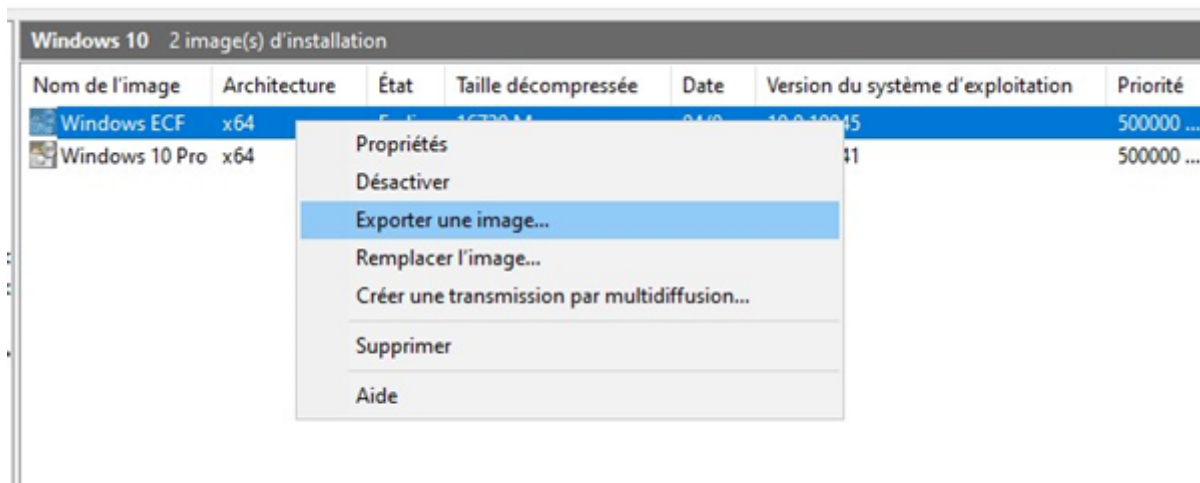 Windows 10 2 image(s) d'installation
Nom de l'image Architecture État Taille décompressée Date Version du système d'exploitation Priorité
Windows ECF x64 500000 ...
Windows 10 Pro x64 500000 ...
Propriétés
Désactiver
Exporter une image...
Remplacer l'image...
Créer une transmission par multidiffusion...
Supprimer
Aide